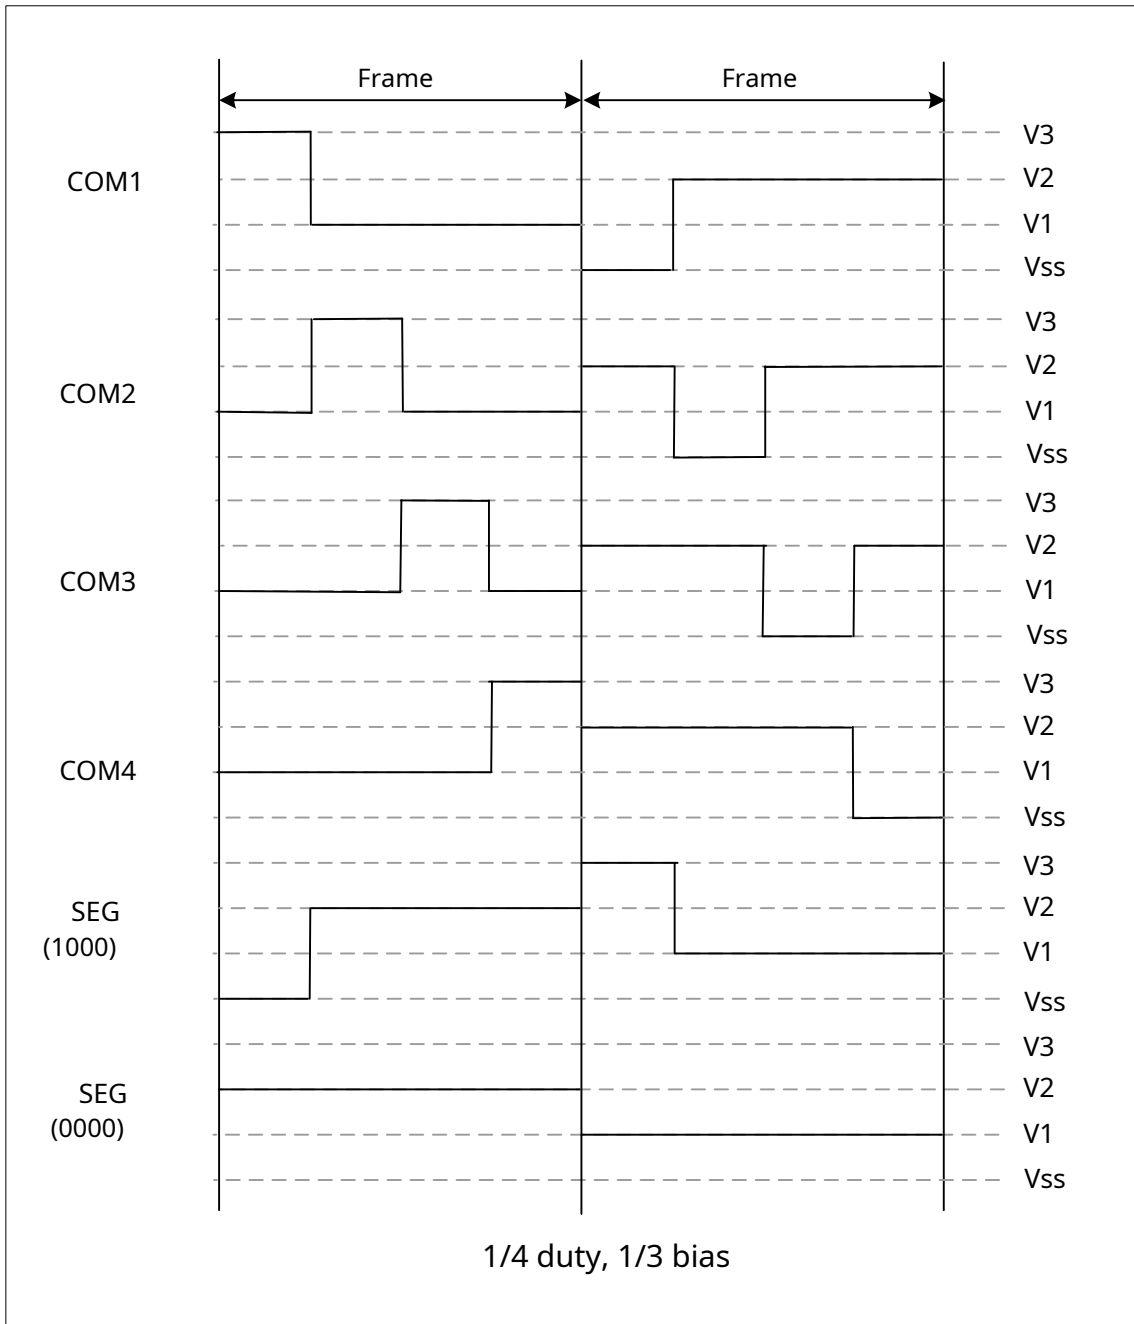 Frame Frame
V3
COM1 V2
V1
Vss
V3
V2
COM2
V1
Vss
V3
V2
COM3 V1
Vss
V3
V2
COM4 V1
Vss
V3
SEG V2
(1000) V1
Vss
V3
SEG V2
(0000) V1
Vss
1/4 duty, 1/3 bias